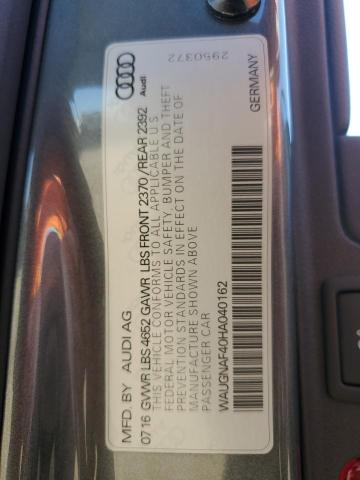 MFD. BY AUDI AG
0716 GVWR LBS 4652 GAWR LBS FRONT 2370 / REAR 2392
THIS VEHICLE CONFORMS TO ALL APPLICABLE U.S.
FEDERAL MOTOR VEHICLE SAFETY, BUMPER AND THEFT
PREVENTION STANDARDS IN EFFECT ON THE DATE OF
MANUFACTURE SHOWN ABOVE
PASSENGER CAR
WAUGNAF40HA040162
GERMANY
Audi
2950372